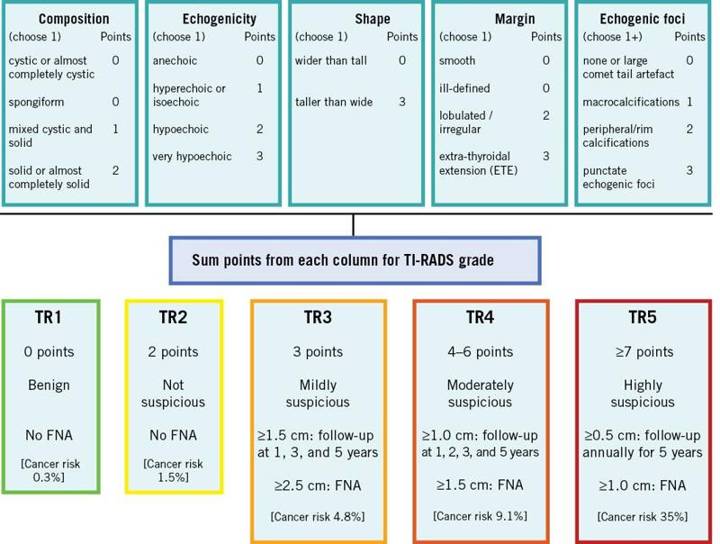 Composition
(choose 1) Points
cystic or almost 0
completely cystic
spongiform 0
mixed cystic and 1
solid
solid or almost 2
completely solid
Echogenicity
(choose 1) Points
anechoic 0
hyperechoic or 1
isoechoic
hypoechoic 2
very hypoechoic 3
Shape
(choose 1) Points
wider than tall 0
taller than wide 3
Margin
(choose 1) Points
smooth 0
ill-defined 0
lobulated / 2
irregular
extra-thyroidal 3
extension (ETE)
Echogenic foci
(choose 1+) Points
none or large 0
comet tail artefact
macrocalcifications 1
peripheral/rim 2
calcifications
punctate 3
echogenic foci
Sum points from each column for TI-RADS grade
TR1
0 points
Benign
No FNA
[Cancer risk
0.3%]
TR2
2 points
Not
suspicious
No FNA
[Cancer risk
1.5%]
TR3
3 points
Mildly
suspicious
≥1.5 cm: follow-up
at 1, 3, and 5 years
≥2.5 cm: FNA
[Cancer risk 4.8%]
TR4
4–6 points
Moderately
suspicious
≥1.0 cm: follow-up
at 1, 2, 3, and 5 years
≥1.5 cm: FNA
[Cancer risk 9.1%]
TR5
≥7 points
Highly
suspicious
≥0.5 cm: follow-up
annually for 5 years
≥1.0 cm: FNA
[Cancer risk 35%]